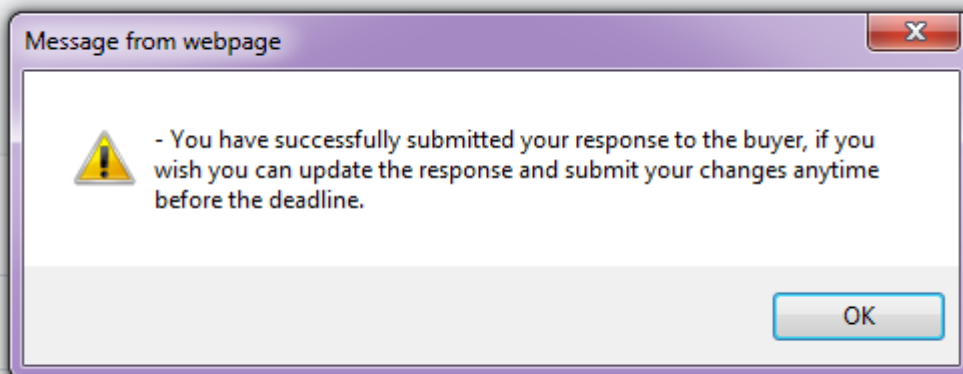 Message from webpage
- You have successfully submitted your response to the buyer, if you
wish you can update the response and submit your changes anytime
before the deadline.
OK